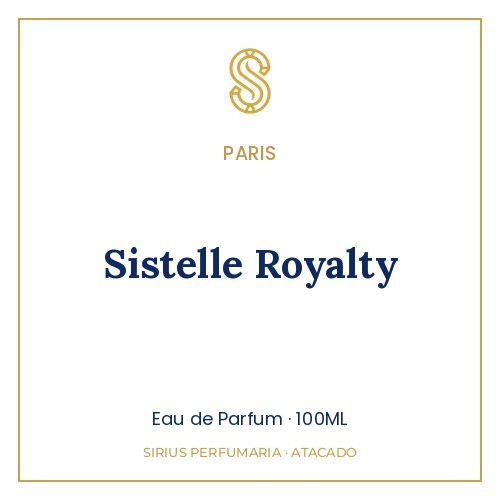 S
PARIS
Sistelle Royalty
Eau de Parfum · 100ML
SIRIUS PERFUMARIA · ATACADO